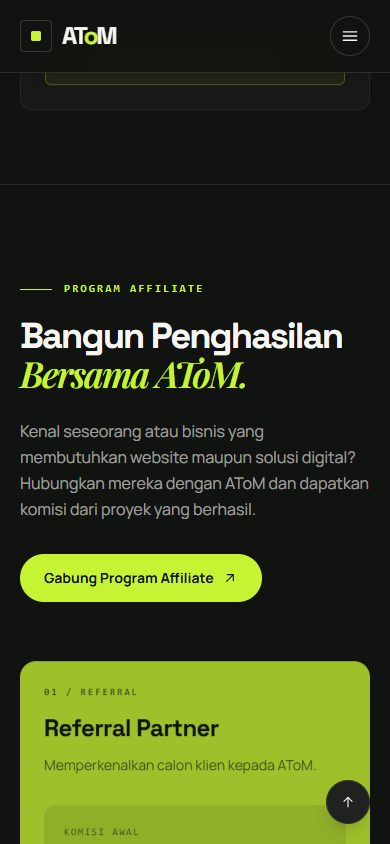 AToM
PROGRAM AFFILIATE
Bangun Penghasilan
Bersama AToM.
Kenal seseorang atau bisnis yang
membutuhkan website maupun solusi digital?
Hubungkan mereka dengan AToM dan dapatkan
komisi dari proyek yang berhasil.
Gabung Program Affiliate
01 / REFERRAL
Referral Partner
Memperkenalkan calon klien kepada AToM.
KOMISI AWAL